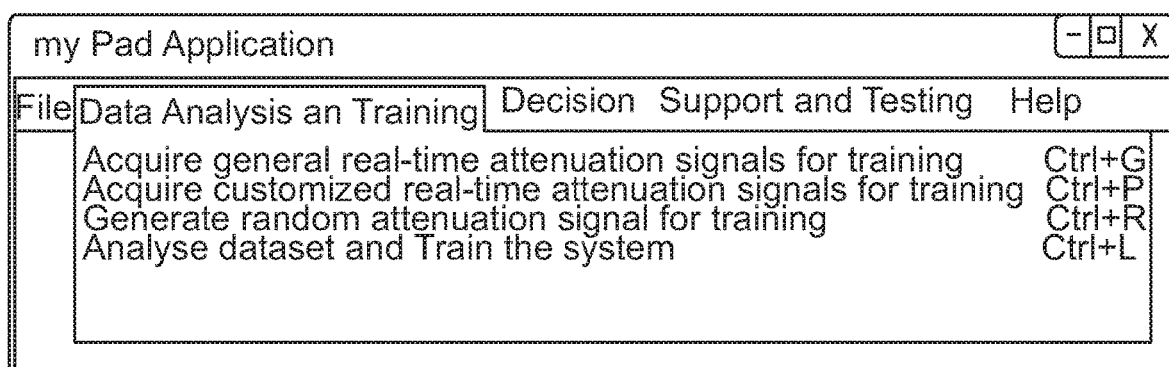 my Pad Application - X
File Data Analysis an Training Decision Support and Testing Help
Acquire general real-time attenuation signals for training Ctrl+G
Acquire customized real-time attenuation signals for training Ctrl+P
Generate random attenuation signal for training Ctrl+R
Analyse dataset and Train the system Ctrl+L